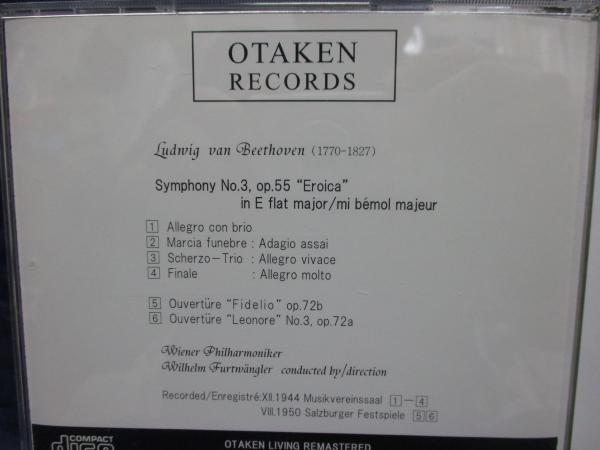 OTAKEN
RECORDS
Ludwig van Beethoven (1770-1827)
Symphony No.3, op.55 "Eroica"
in E flat major/mi bémol majeur
1 Allegro con brio
2 Marcia funebre : Adagio assai
3 Scherzo-Trio : Allegro vivace
4 Finale : Allegro molto
5 Ouvertüre "Fidelio" op.72b
6 Ouvertüre "Leonore" No.3, op.72a
Wiener Philharmoniker
Wilhelm Furtwängler conducted by/direction
Recorded/Enregistré:XII.1944 Musikvereinssaal 1-4
VIII.1950 Salzburger Festspiele 5 6
COMPACT
disc
OTAKEN LIVING REMASTERED